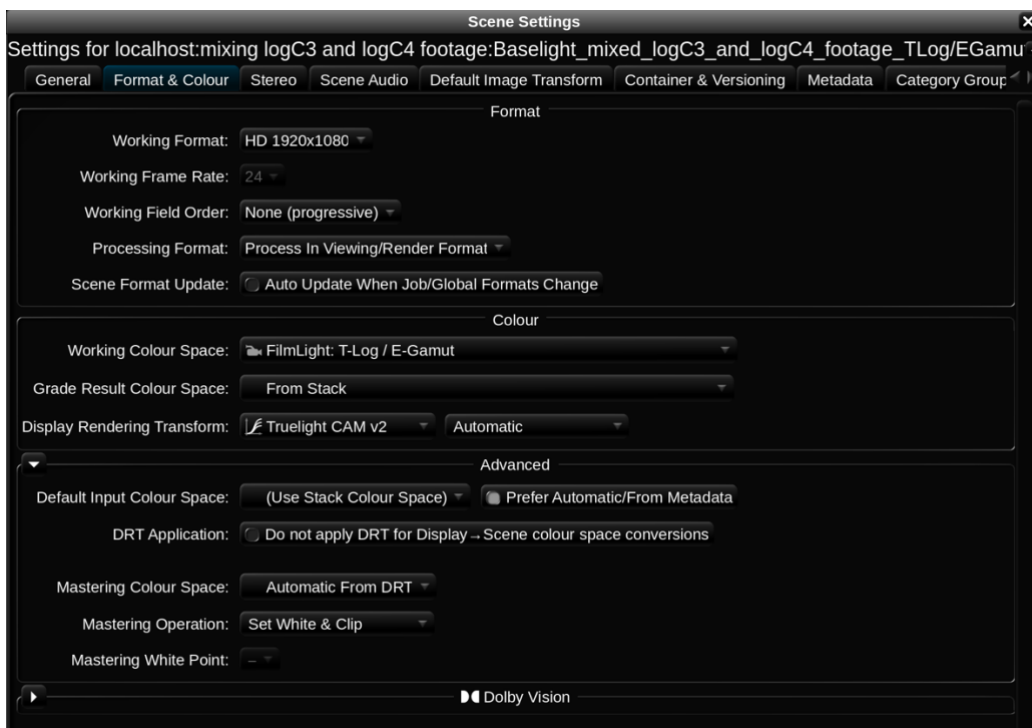 Scene Settings
Settings for localhost:mixing logC3 and logC4 footage:Baselight_mixed_logC3_and_logC4_footage_TLog/EGamu
General Format & Colour Stereo Scene Audio Default Image Transform Container & Versioning Metadata Category Group
Format
Working Format: HD 1920x1080
Working Frame Rate: 24
Working Field Order: None (progressive)
Processing Format: Process In Viewing/Render Format
Scene Format Update: Auto Update When Job/Global Formats Change
Colour
Working Colour Space: FilmLight: T-Log / E-Gamut
Grade Result Colour Space: From Stack
Display Rendering Transform: Truelight CAM v2 Automatic
Advanced
Default Input Colour Space: (Use Stack Colour Space) Prefer Automatic/From Metadata
DRT Application: Do not apply DRT for Display→Scene colour space conversions
Mastering Colour Space: Automatic From DRT
Mastering Operation: Set White & Clip
Mastering White Point: –
Dolby Vision